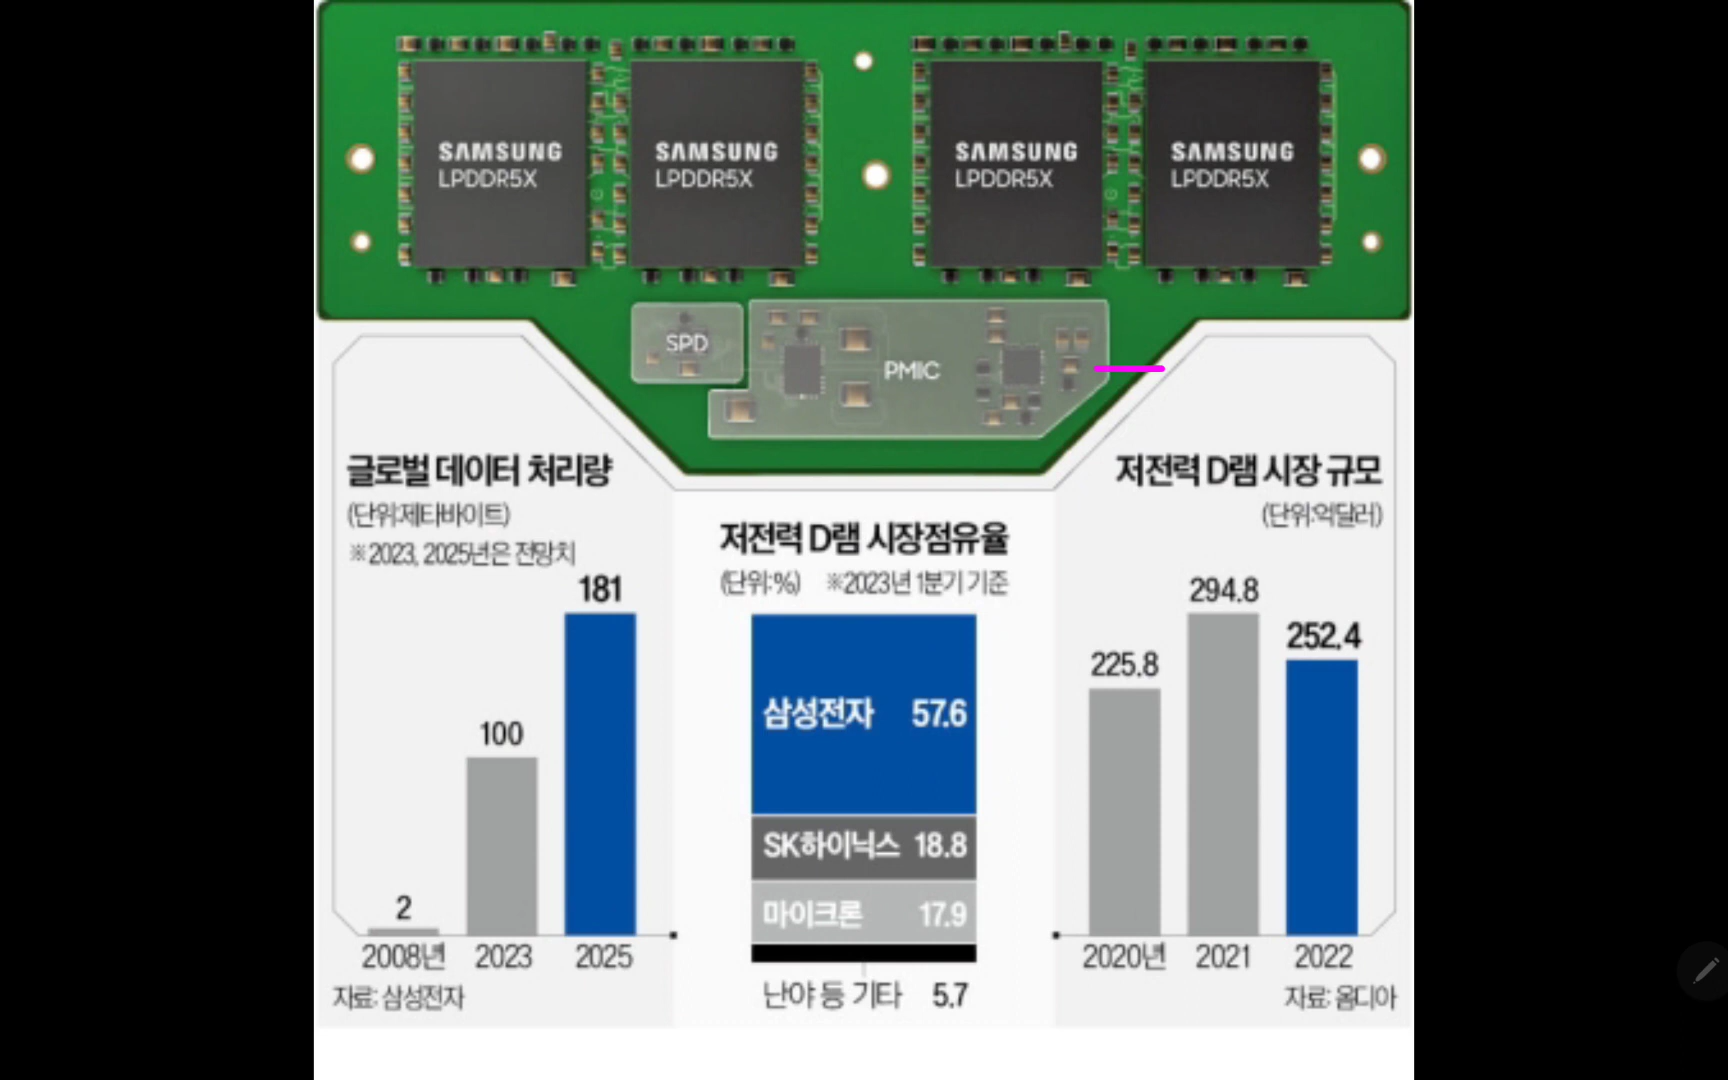 SAMSUNG
LPDDR5X
SAMSUNG
LPDDR5X
SAMSUNG
LPDDR5X
SAMSUNG
LPDDR5X
SPD
PMIC
글로벌 데이터 처리량
(단위:제타바이트)
※2023, 2025년은 전망치
2
100
181
2008년 2023 2025
자료: 삼성전자
저전력 D램 시장점유율
(단위:%) ※2023년 1분기 기준
삼성전자 57.6
SK하이닉스 18.8
마이크론 17.9
난야 등 기타 5.7
저전력 D램 시장 규모
(단위:억달러)
225.8
294.8
252.4
2020년 2021 2022
자료: 옴디아